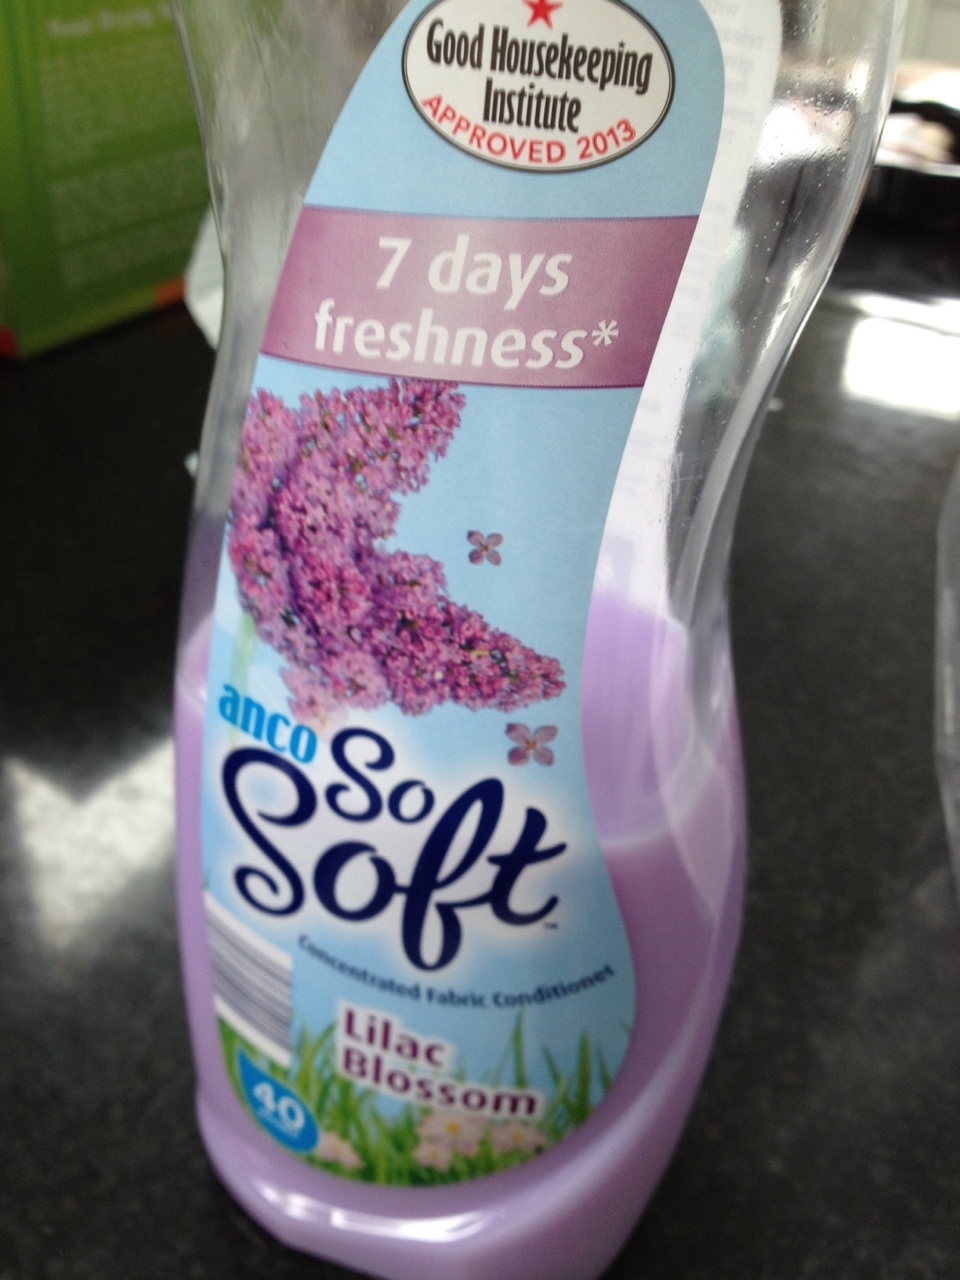 Good Housekeeping
Institute
APPROVED 2013
7 days
freshness*
anco
So
Soft
Concentrated Fabric Conditioner
Lilac
Blossom
40